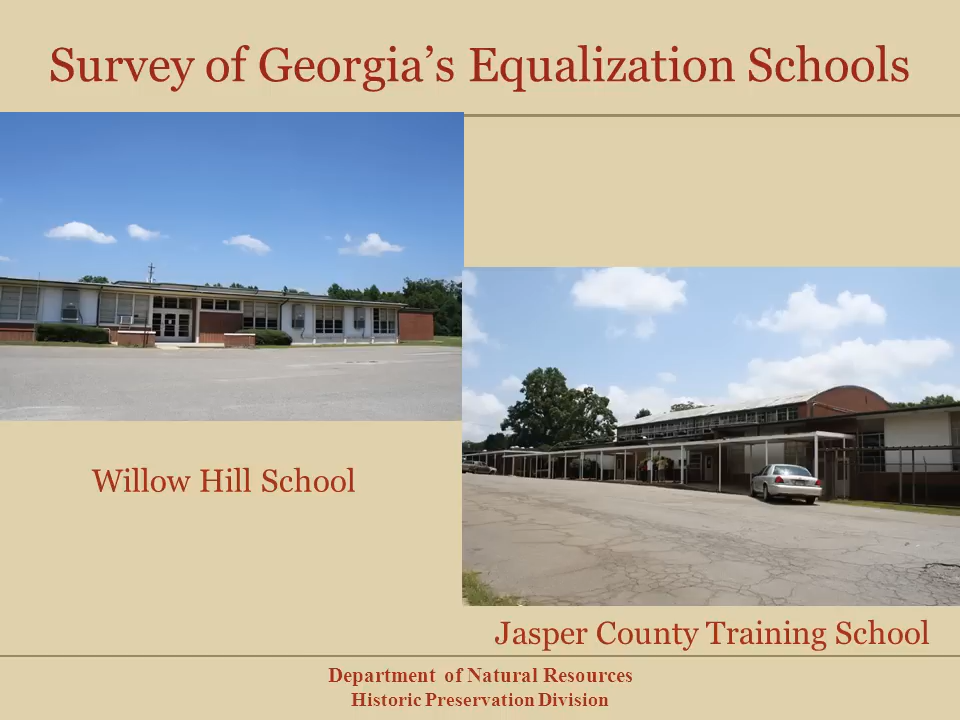 Survey of Georgia’s Equalization Schools
Willow Hill School
Jasper County Training School
Department of Natural Resources
Historic Preservation Division